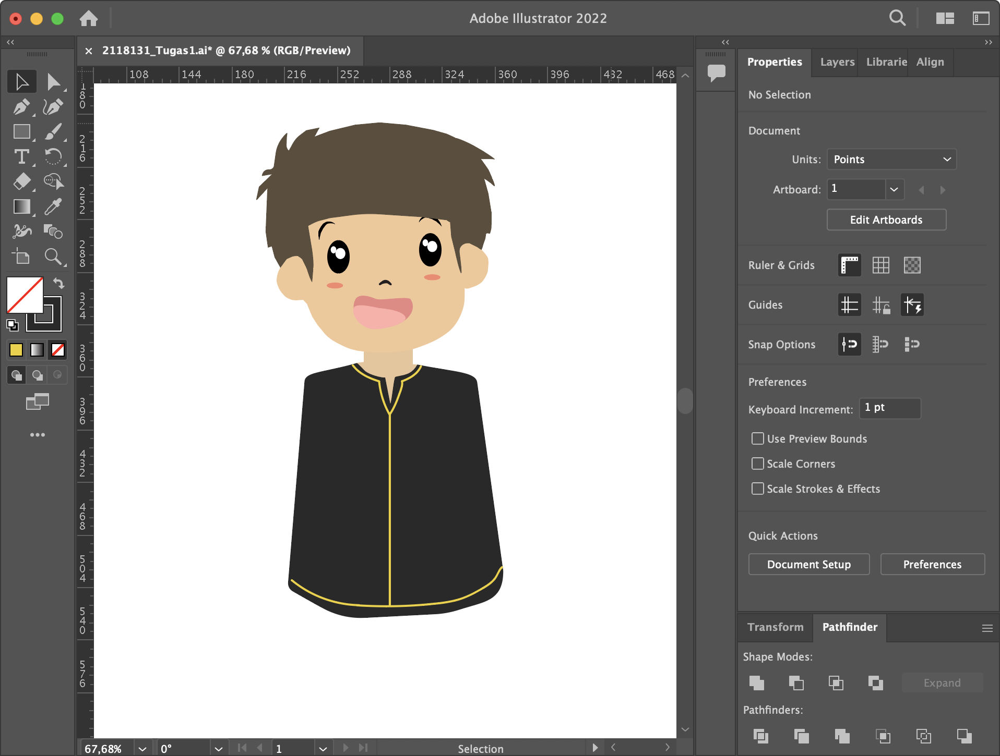 Adobe Illustrator 2022
2118131_Tugas1.ai* @ 67,68 % (RGB/Preview)
108 144 180 216 252 288 324 360 396 432 468
180
216
252
288
324
360
396
432
468
504
540
576
Properties Layers Librarie Align
No Selection
Document
Units: Points
Artboard: 1
Edit Artboards
Ruler & Grids
Guides
Snap Options
Preferences
Keyboard Increment: 1 pt
Use Preview Bounds
Scale Corners
Scale Strokes & Effects
Quick Actions
Document Setup Preferences
Transform Pathfinder
Shape Modes:
Expand
Pathfinders:
67,68% 0° 1 Selection